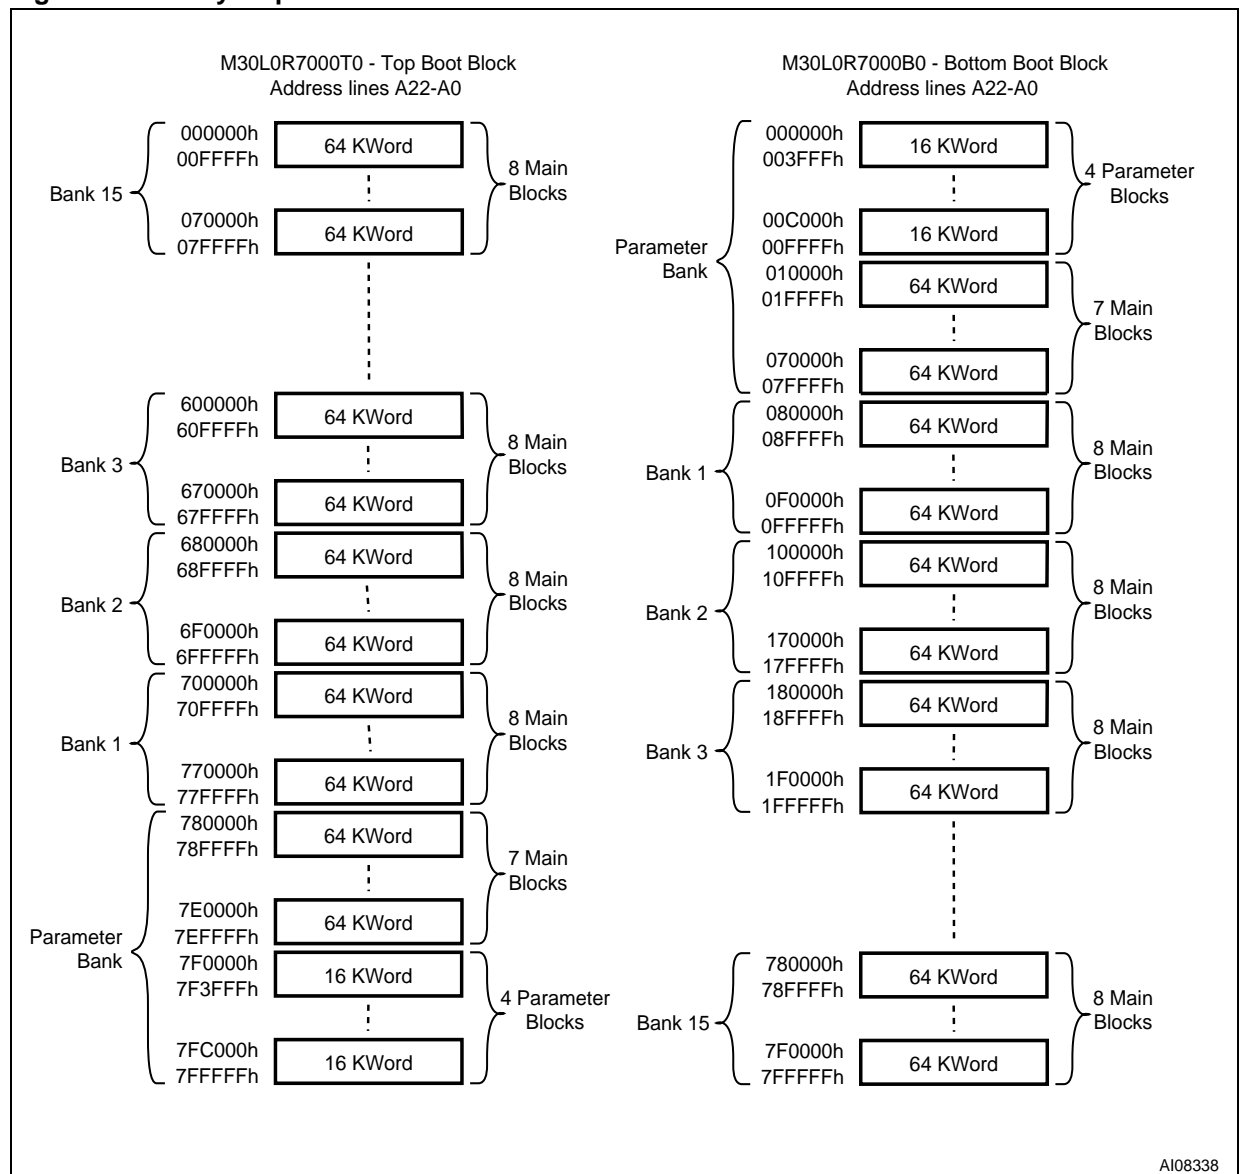 M30L0R7000T0 - Top Boot Block
Address lines A22-A0
Bank 15
000000h
00FFFFh
64 KWord
070000h
07FFFFh
64 KWord
8 Main
Blocks
Bank 3
600000h
60FFFFh
64 KWord
670000h
67FFFFh
64 KWord
8 Main
Blocks
Bank 2
680000h
68FFFFh
64 KWord
6F0000h
6FFFFFh
64 KWord
8 Main
Blocks
Bank 1
700000h
70FFFFh
64 KWord
770000h
77FFFFh
64 KWord
8 Main
Blocks
Parameter
Bank
780000h
78FFFFh
64 KWord
7E0000h
7EFFFFh
64 KWord
7 Main
Blocks
7F0000h
7F3FFFh
16 KWord
7FC000h
7FFFFFh
16 KWord
4 Parameter
Blocks
M30L0R7000B0 - Bottom Boot Block
Address lines A22-A0
Parameter
Bank
000000h
003FFFh
16 KWord
00C000h
00FFFFh
16 KWord
4 Parameter
Blocks
010000h
01FFFFh
64 KWord
070000h
07FFFFh
64 KWord
7 Main
Blocks
Bank 1
080000h
08FFFFh
64 KWord
0F0000h
0FFFFFh
64 KWord
8 Main
Blocks
Bank 2
100000h
10FFFFh
64 KWord
170000h
17FFFFh
64 KWord
8 Main
Blocks
Bank 3
180000h
18FFFFh
64 KWord
1F0000h
1FFFFFh
64 KWord
8 Main
Blocks
Bank 15
780000h
78FFFFh
64 KWord
7F0000h
7FFFFFh
64 KWord
8 Main
Blocks
AI08338